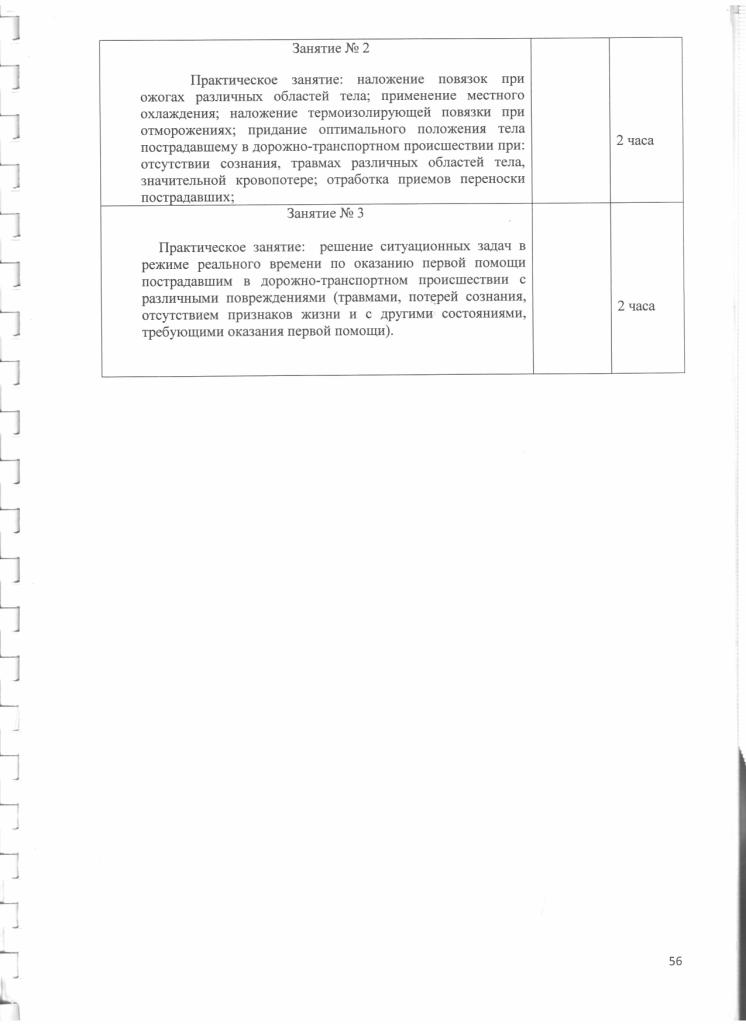 Занятие № 2
Практическое занятие: наложение повязок при
ожогах различных областей тела; применение местного
охлаждения; наложение термоизолирующей повязки при
отморожениях; придание оптимального положения тела
пострадавшему в дорожно-транспортном происшествии при:
отсутствии сознания, травмах различных областей тела,
значительной кровопотере; отработка приемов переноски
пострадавших;
2 часа
Занятие № 3
Практическое занятие: решение ситуационных задач в
режиме реального времени по оказанию первой помощи
пострадавшим в дорожно-транспортном происшествии с
различными повреждениями (травмами, потерей сознания,
отсутствием признаков жизни и с другими состояниями,
требующими оказания первой помощи).
2 часа
56